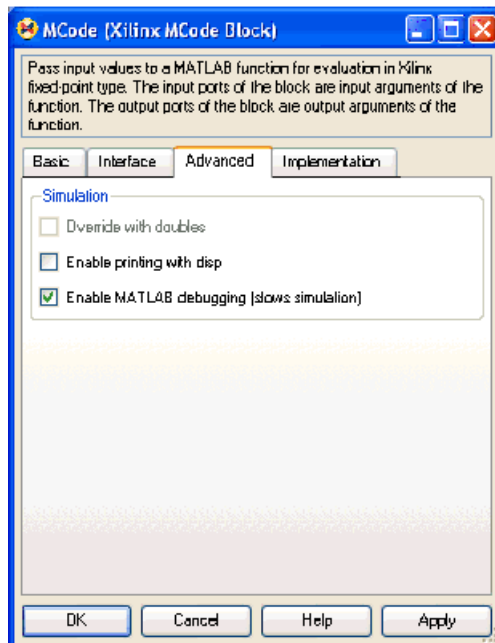 MCode (Xilinx MCode Block)
Pass input values to a MATLAB function for evaluation in Xilinx
fixed-point type. The input ports of the block are input arguments of the
function. The output ports of the block are output arguments of the
function.
Basic Interface Advanced Implementation
Simulation
Override with doubles
Enable printing with disp
Enable MATLAB debugging (slows simulation)
OK Cancel Help Apply